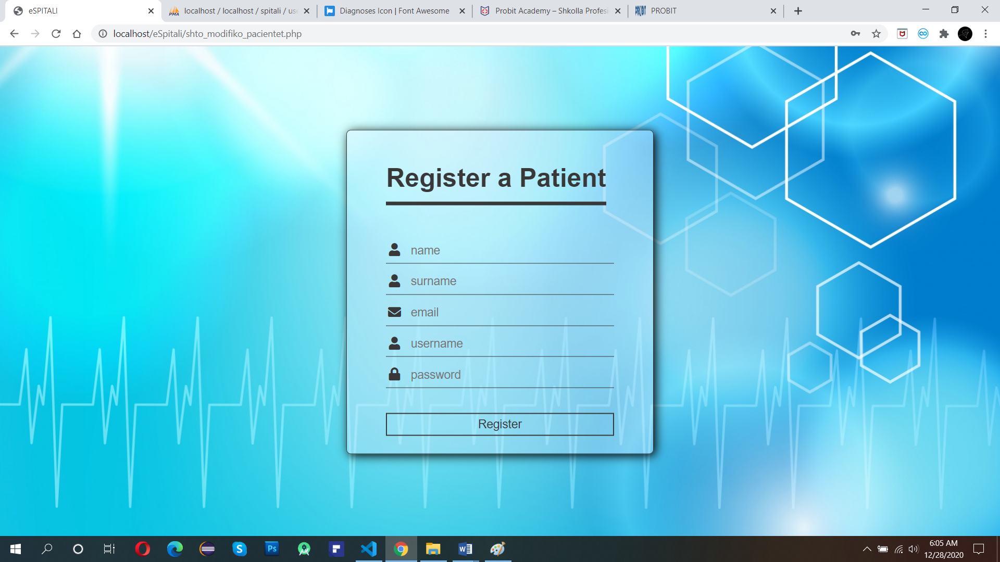 eSPITALI
localhost / localhost / spitali / use
Diagnoses Icon | Font Awesome
Probit Academy – Shkolla Profesi
PROBIT
localhost/eSpitali/shto_modifiko_pacientet.php
Register a Patient
name
surname
email
username
password
Register
6:05 AM
12/28/2020